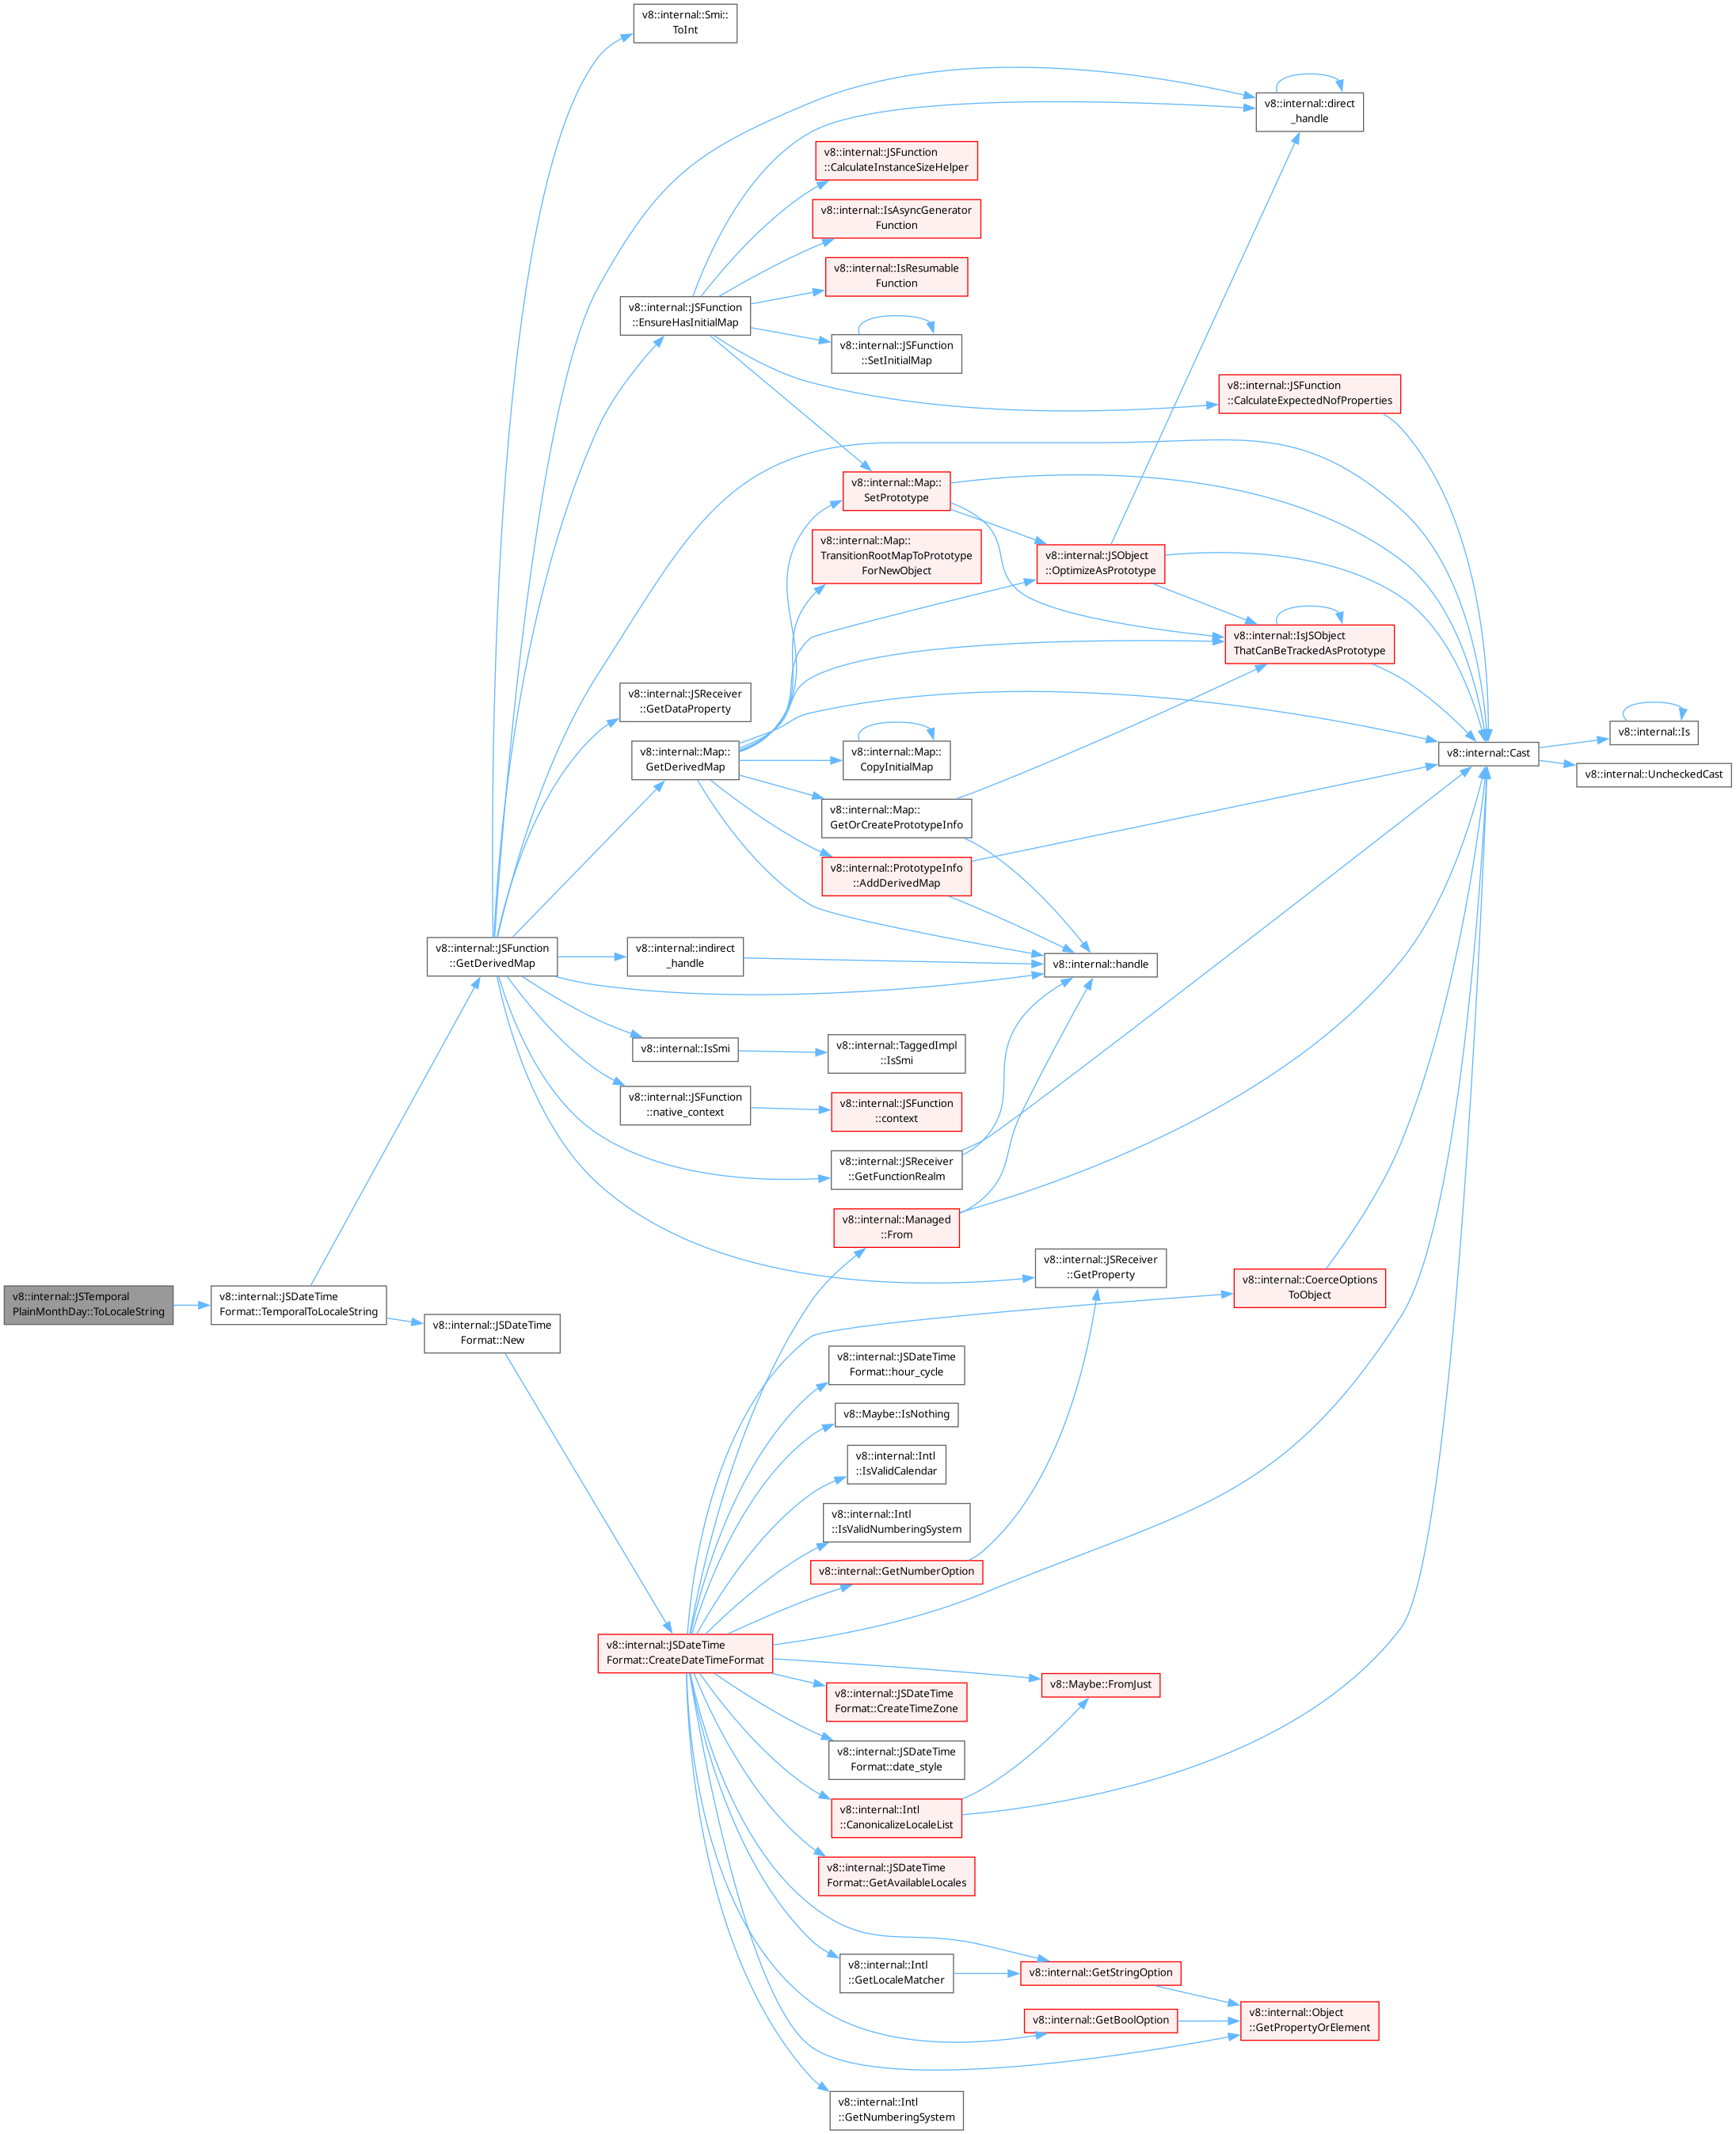 v8::internal::Smi::
ToInt
v8::internal::direct
_handle
v8::internal::JSFunction
::CalculateInstanceSizeHelper
v8::internal::IsAsyncGenerator
Function
v8::internal::IsResumable
Function
v8::internal::JSFunction
::EnsureHasInitialMap
v8::internal::JSFunction
::SetInitialMap
v8::internal::JSFunction
::CalculateExpectedNofProperties
v8::internal::Map::
SetPrototype
v8::internal::Map::
TransitionRootMapToPrototype
ForNewObject
v8::internal::JSObject
::OptimizeAsPrototype
v8::internal::IsJSObject
ThatCanBeTrackedAsPrototype
v8::internal::JSReceiver
::GetDataProperty
v8::internal::Map::
GetDerivedMap
v8::internal::Map::
CopyInitialMap
v8::internal::Cast
v8::internal::Is
v8::internal::UncheckedCast
v8::internal::Map::
GetOrCreatePrototypeInfo
v8::internal::PrototypeInfo
::AddDerivedMap
v8::internal::JSFunction
::GetDerivedMap
v8::internal::indirect
_handle
v8::internal::handle
v8::internal::IsSmi
v8::internal::TaggedImpl
::IsSmi
v8::internal::JSFunction
::native_context
v8::internal::JSFunction
::context
v8::internal::JSReceiver
::GetFunctionRealm
v8::internal::Managed
::From
v8::internal::JSReceiver
::GetProperty
v8::internal::CoerceOptions
ToObject
v8::internal::JSTemporal
PlainMonthDay::ToLocaleString
v8::internal::JSDateTime
Format::TemporalToLocaleString
v8::internal::JSDateTime
Format::New
v8::internal::JSDateTime
Format::hour_cycle
v8::Maybe::IsNothing
v8::internal::Intl
::IsValidCalendar
v8::internal::Intl
::IsValidNumberingSystem
v8::internal::GetNumberOption
v8::internal::JSDateTime
Format::CreateDateTimeFormat
v8::Maybe::FromJust
v8::internal::JSDateTime
Format::CreateTimeZone
v8::internal::JSDateTime
Format::date_style
v8::internal::Intl
::CanonicalizeLocaleList
v8::internal::JSDateTime
Format::GetAvailableLocales
v8::internal::Intl
::GetLocaleMatcher
v8::internal::GetStringOption
v8::internal::GetBoolOption
v8::internal::Object
::GetPropertyOrElement
v8::internal::Intl
::GetNumberingSystem